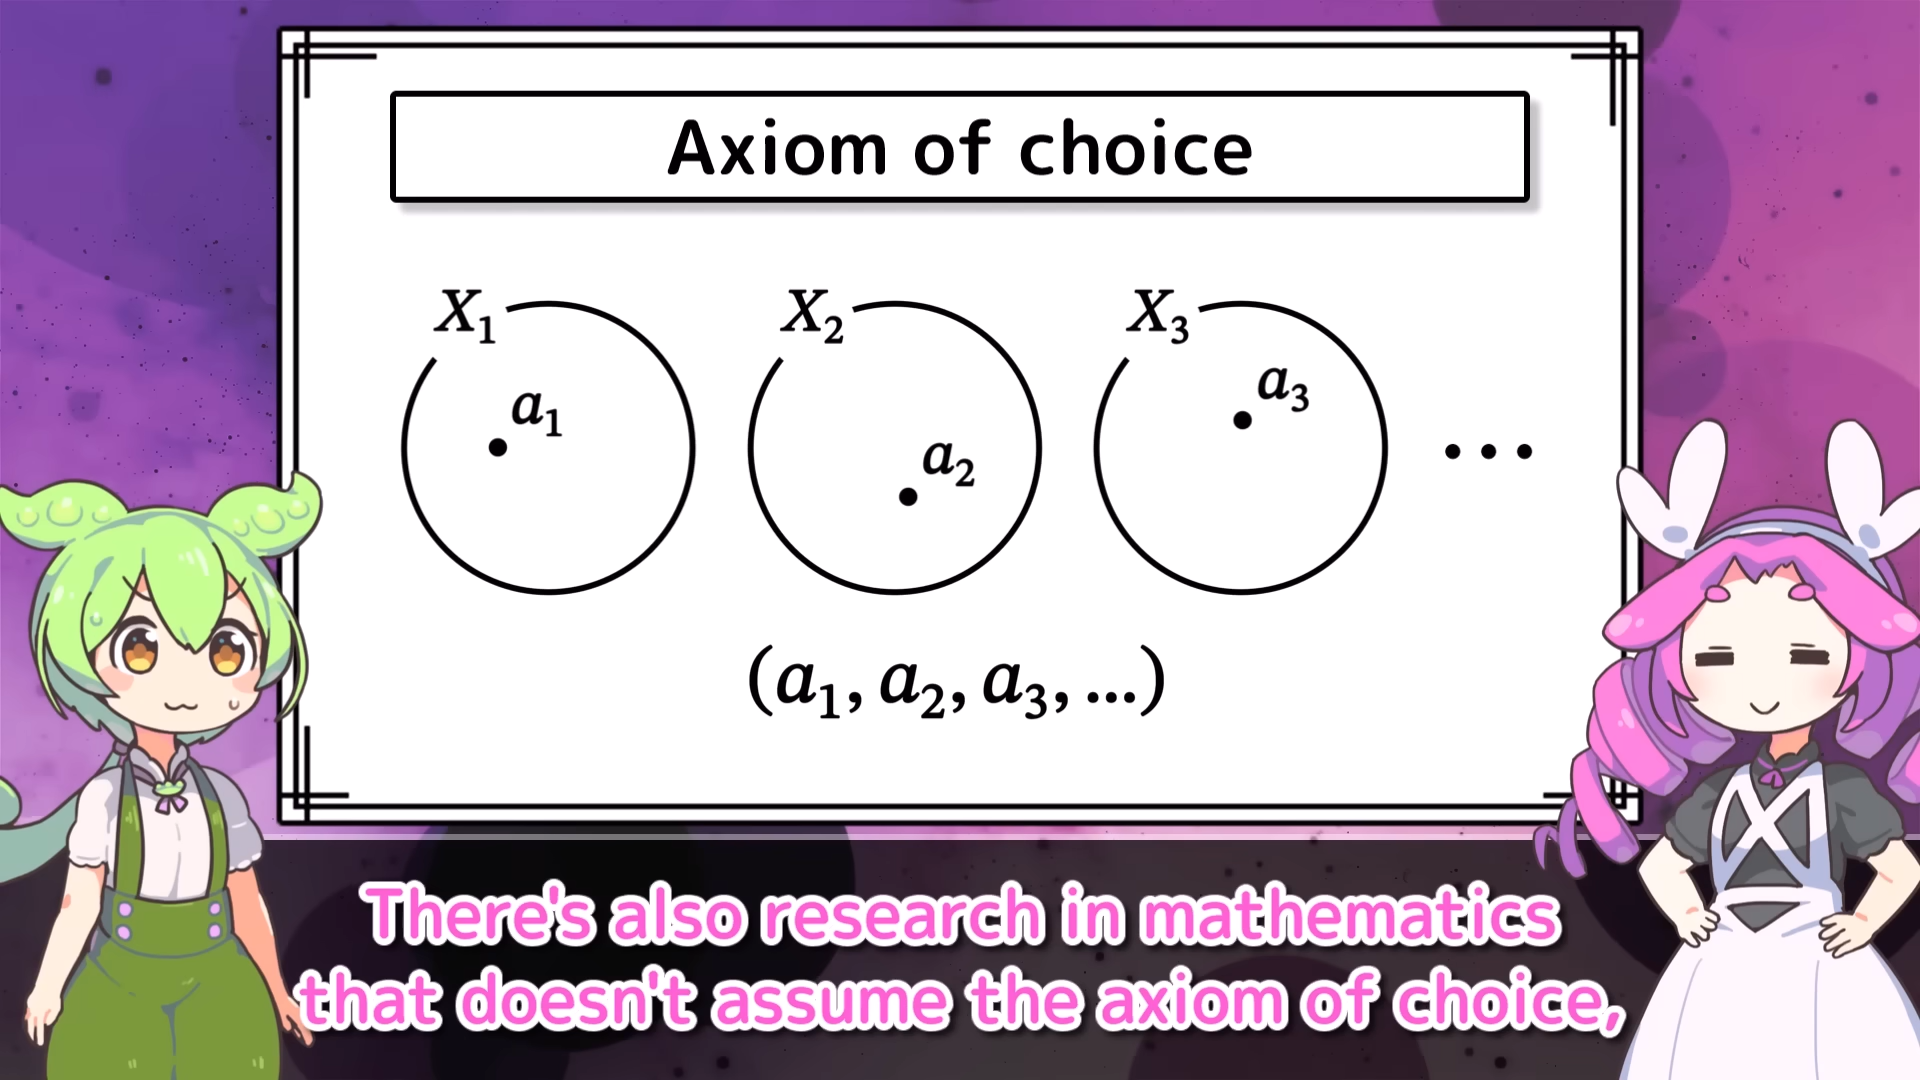 Axiom of choice
X₁ X₂ X₃
a₁ a₂ a₃ ...
(a₁, a₂, a₃, ...)
There's also research in mathematics
that doesn't assume the axiom of choice,